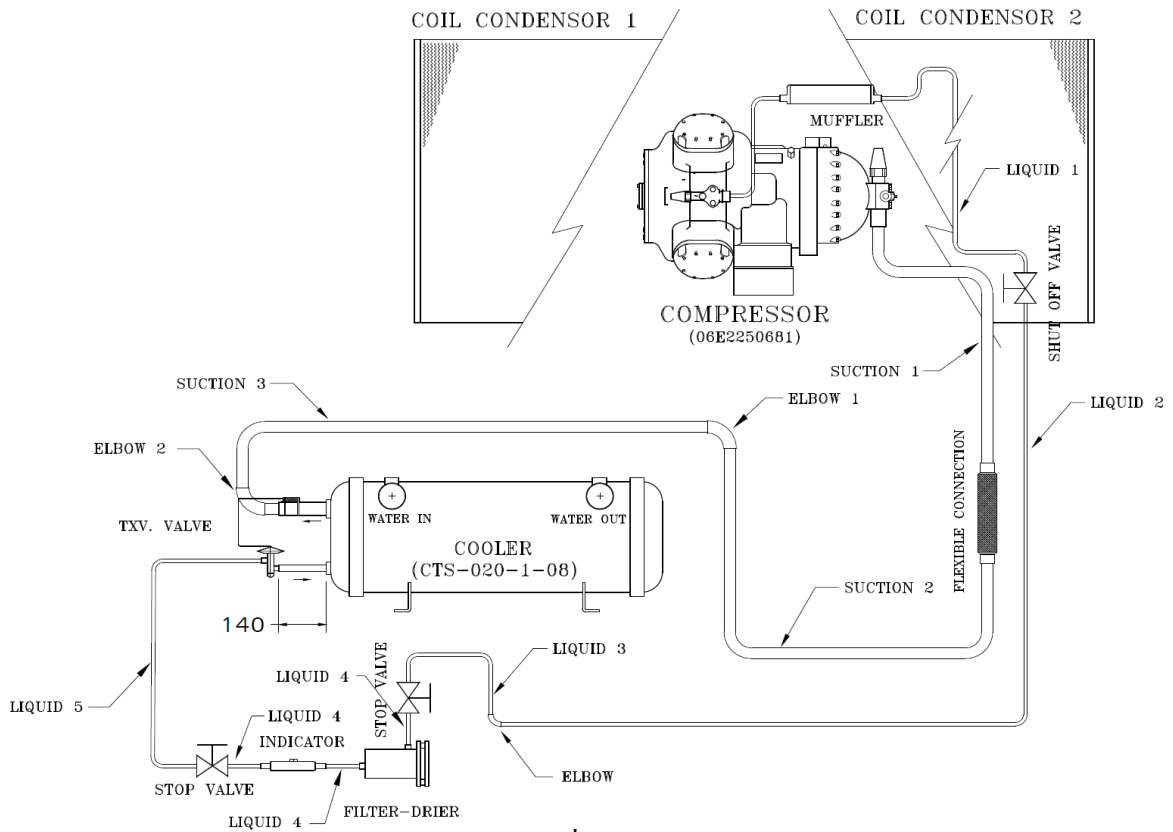 COIL CONDENSOR 1
COIL CONDENSOR 2
MUFFLER
LIQUID 1
SHUT OFF VALVE
COMPRESSOR
(06E2250681)
SUCTION 1
SUCTION 3
ELBOW 1
LIQUID 2
ELBOW 2
FLEXIBLE CONNECTION
WATER IN
WATER OUT
TXV. VALVE
COOLER
(CTS-020-1-08)
SUCTION 2
140
LIQUID 3
LIQUID 4
STOP VALVE
LIQUID 5
LIQUID 4
INDICATOR
STOP VALVE
ELBOW
FILTER-DRIER
LIQUID 4